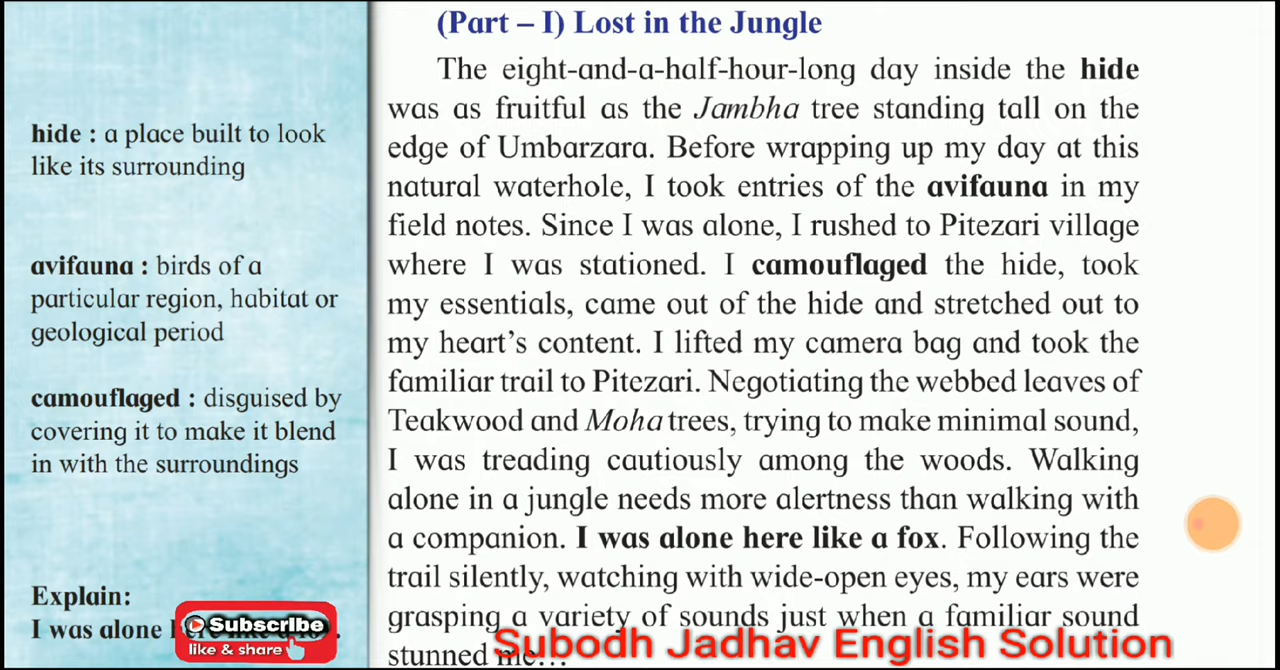 (Part – I) Lost in the Jungle
The eight-and-a-half-hour-long day inside the hide
was as fruitful as the Jambha tree standing tall on the
edge of Umbarzara. Before wrapping up my day at this
natural waterhole, I took entries of the avifauna in my
field notes. Since I was alone, I rushed to Pitezari village
where I was stationed. I camouflaged the hide, took
my essentials, came out of the hide and stretched out to
my heart's content. I lifted my camera bag and took the
familiar trail to Pitezari. Negotiating the webbed leaves of
Teakwood and Moha trees, trying to make minimal sound,
I was treading cautiously among the woods. Walking
alone in a jungle needs more alertness than walking with
a companion. I was alone here like a fox. Following the
trail silently, watching with wide-open eyes, my ears were
grasping a variety of sounds just when a familiar sound
stunned me...
hide : a place built to look
like its surrounding
avifauna : birds of a
particular region, habitat or
geological period
camouflaged : disguised by
covering it to make it blend
in with the surroundings
Explain:
I was alone
Subscribe
like & share
Subodh Jadhav English Solution